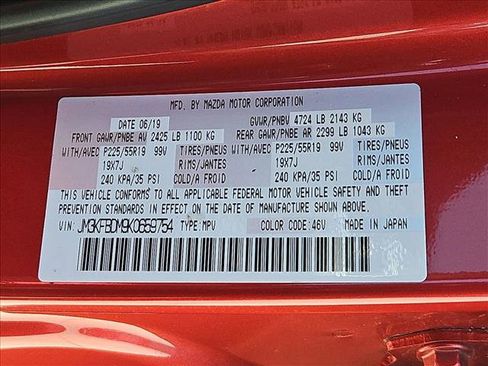 MFD. BY MAZDA MOTOR CORPORATION
DATE 06/19 GVWR/PNBV 4724 LB 2143 KG
FRONT GAWR/PNBE AV 2425 LB 1100 KG REAR GAWR/PNBE AR 2299 LB 1043 KG
WITH/AVEC P225/55R19 99V TIRES/PNEUS WITH/AVEC P225/55R19 99V TIRES/PNEUS
19X7J RIMS/JANTES 19X7J RIMS/JANTES
240 KPA/35 PSI COLD/A FROID 240 KPA/35 PSI COLD/A FROID
THIS VEHICLE CONFORMS TO ALL APPLICABLE FEDERAL MOTOR VEHICLE SAFETY AND THEFT
PREVENTION STANDARDS IN EFFECT ON THE DATE OF MANUFACTURE SHOWN ABOVE.
VIN: JM3KFBDM9K0659754 TYPE:MPV COLOR CODE:46V MADE IN JAPAN